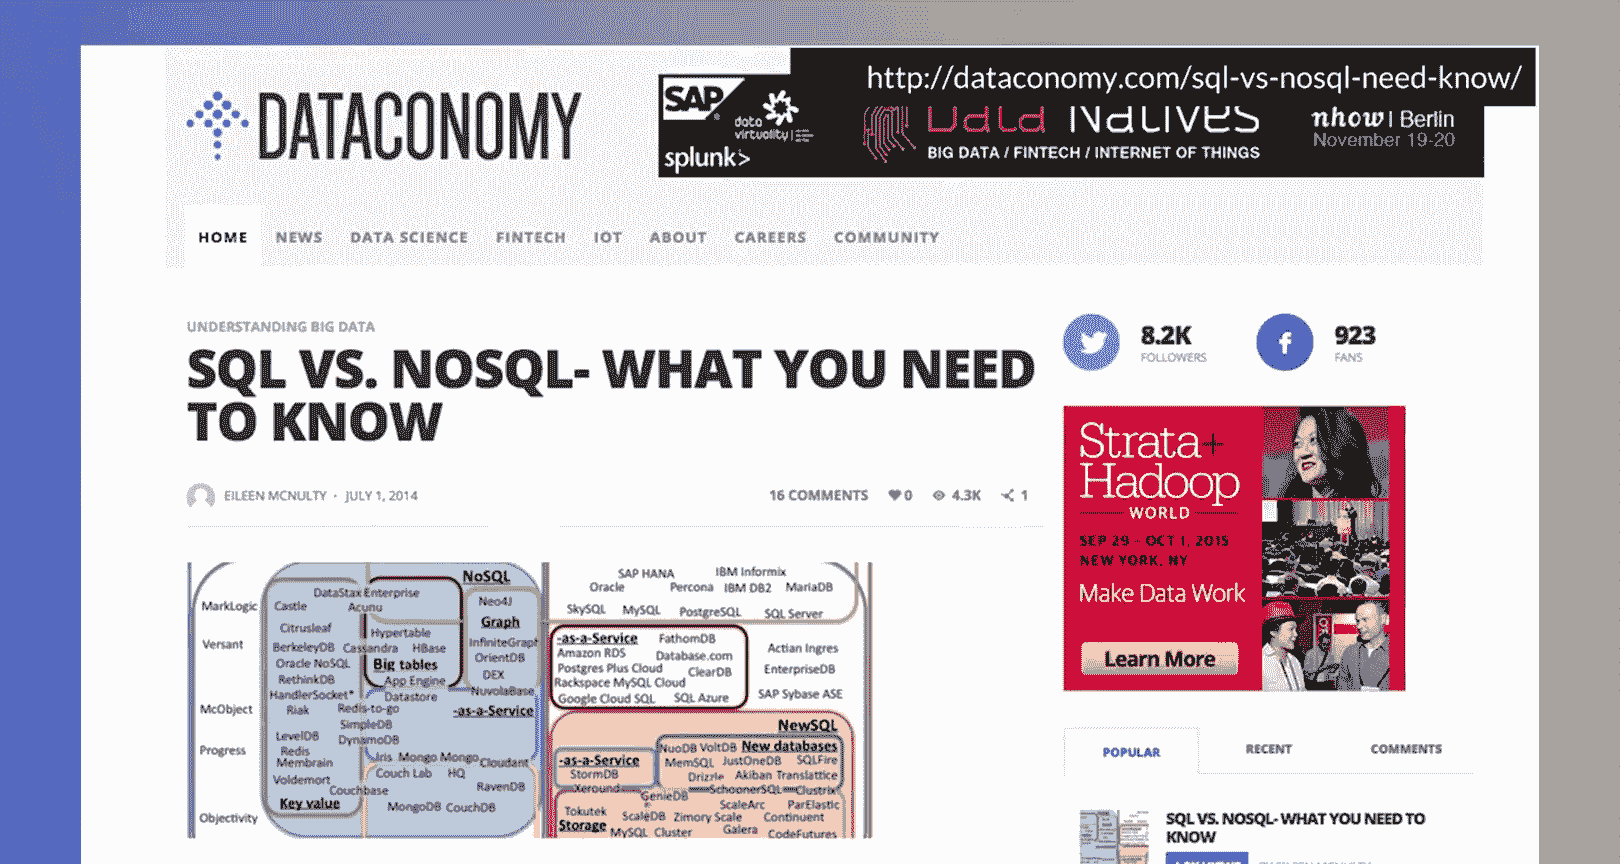 http://dataconomy.com/sql-vs-nosql-need-know/
DATACONOMY
SAP
data
virtuality
splunk>
Data Natives
BIG DATA / FINTECH / INTERNET OF THINGS
nhow | Berlin
November 19-20
HOME NEWS DATA SCIENCE FINTECH IOT ABOUT CAREERS COMMUNITY
UNDERSTANDING BIG DATA
SQL VS. NOSQL- WHAT YOU NEED
TO KNOW
EILEEN MCNULTY · JULY 1, 2014
16 COMMENTS 0 4.3K 1
8.2K
FOLLOWERS
923
FANS
Strata+
Hadoop
WORLD
SEP 29 - OCT 1, 2015
NEW YORK, NY
Make Data Work
Learn More
MarkLogic
Versant
McObject
Progress
Objectivity
NoSQL
DataStax Enterprise
Castle Acunu
Neo4J
Graph
Citrusleaf Hypertable
InfiniteGraph
BerkeleyDB Cassandra HBase
OrientDB
Oracle NoSQL Big tables
DEX
RethinkDB App Engine
NuvolaBase
HandlerSocket* Datastore
Riak Redis-to-go -as-a-Service
SimpleDB
LevelDB DynamoDB
Redis
Iris Mongo Mongo Cloudant
Membrain Couch Lab HQ
Voldemort RavenDB
Couchbase
Key value MongoDB CouchDB
SAP HANA IBM Informix
Oracle Percona IBM DB2 MariaDB
SkySQL MySQL PostgreSQL SQL Server
-as-a-Service FathomDB
Amazon RDS Database.com
Postgres Plus Cloud ClearDB
Rackspace MySQL Cloud
Google Cloud SQL SQL Azure
Actian Ingres
EnterpriseDB
SAP Sybase ASE
NewSQL
NuoDB VoltDB New databases
-as-a-Service MemSQL JustOneDB SQLFire
StormDB Drizzle Akiban Translattice
Xeround GenieDB SchoonerSQL Clustrix
ScaleArc ParElastic
Tokutek ScaleDB Zimory Scale Continuent
Storage MySQL Cluster Galera CodeFutures
POPULAR RECENT COMMENTS
SQL VS. NOSQL- WHAT YOU NEED TO
KNOW